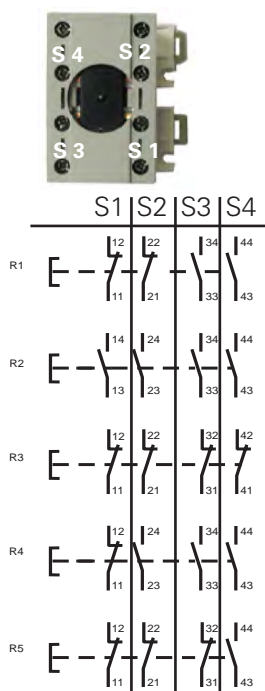 S 4 S 2
S 3 S 1
S1 S2 S3 S4
12 22 34 44
R1
11 21 33 43
14 24 34 44
R2
13 23 33 43
12 22 32 42
R3
11 21 31 41
12 24 34 44
R4
11 23 33 43
12 22 32 44
R5
11 21 31 43